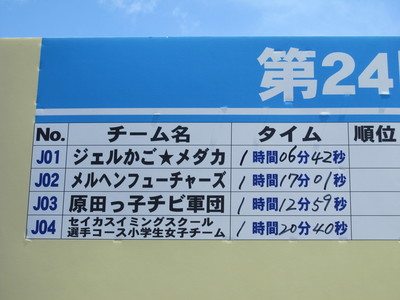 第24
No. チーム名 タイム 順位
J01 ジェルかご★メダカ 1時間06分42秒
J02 メルヘンフューチャーズ 1時間17分01秒
J03 原田っ子チビ軍団 1時間12分59秒
J04 セイカスイミングスクール
選手コース小学生女子チーム 1時間20分40秒